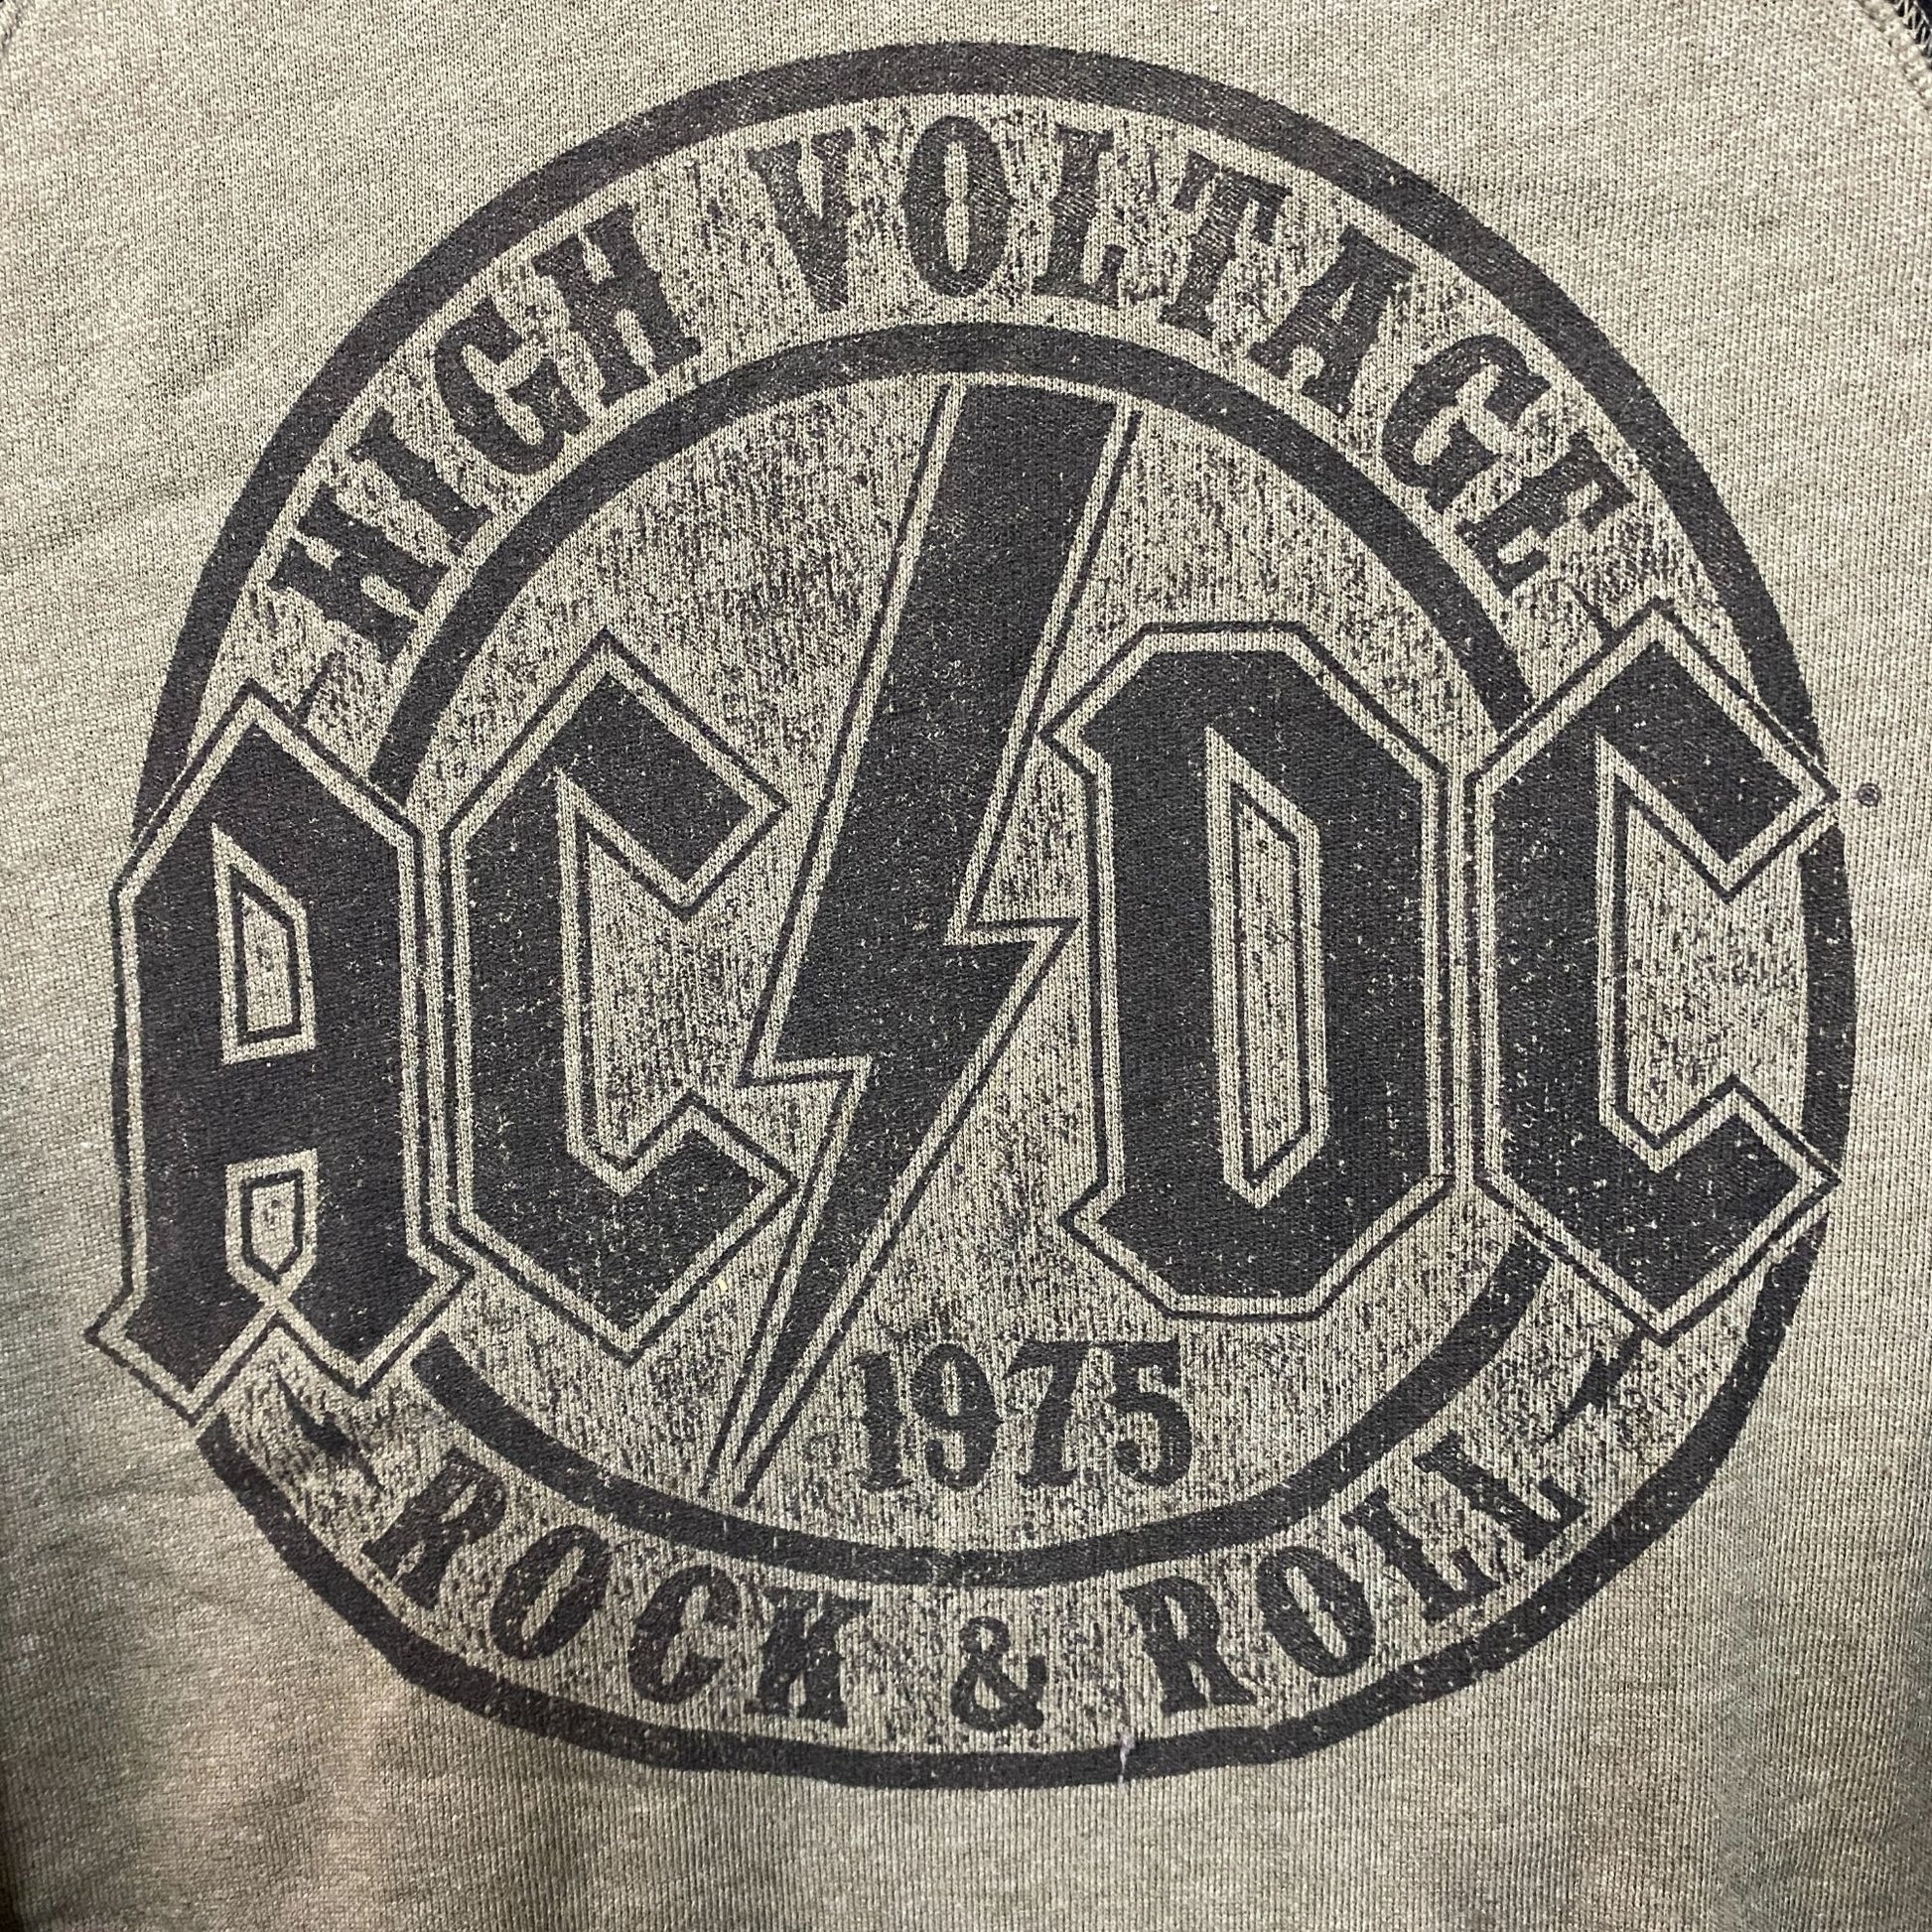 HIGH VOLTAGE
AC⚡DC ®
1975
ROCK & ROLL